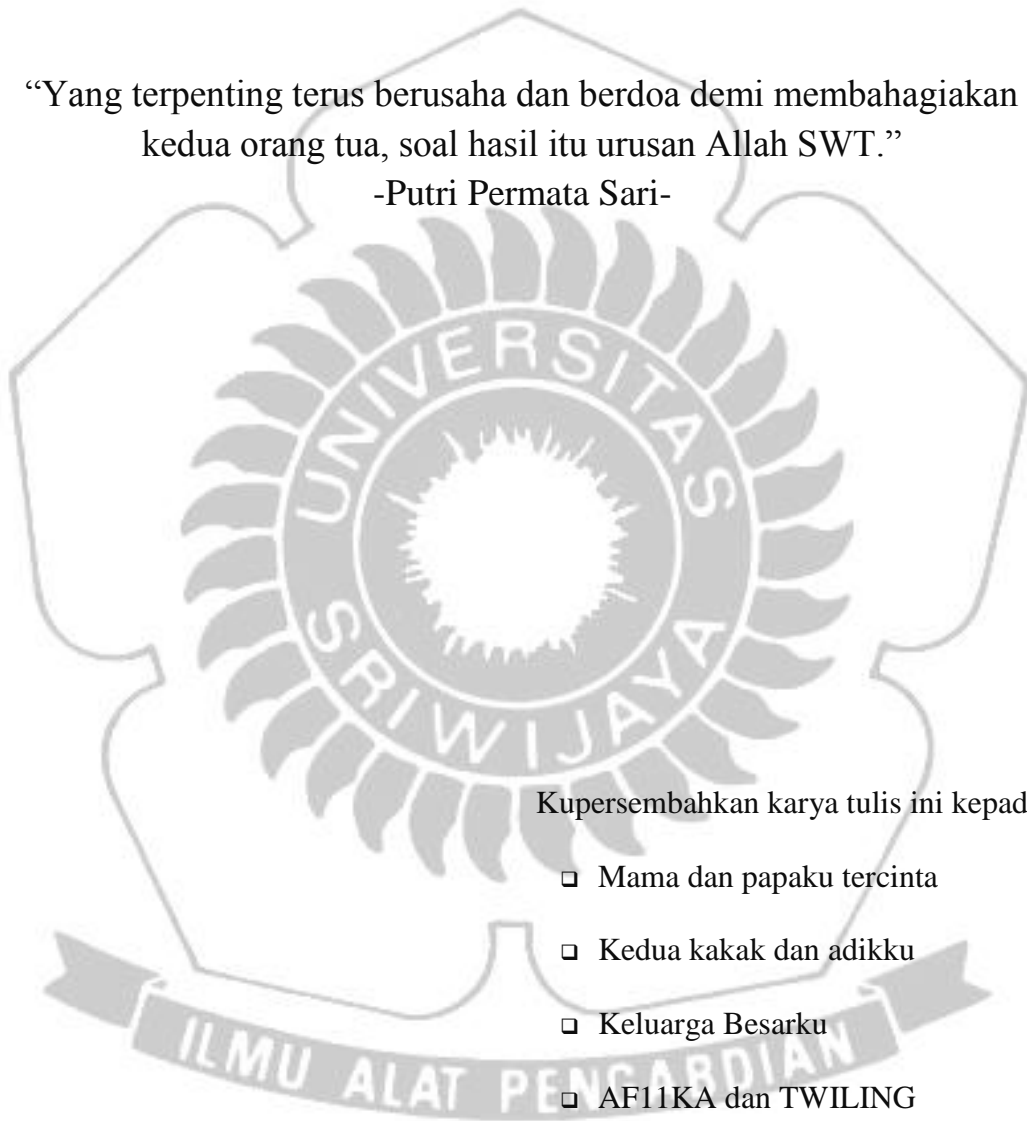 “Yang terpenting terus berusaha dan berdoa demi membahagiakan
kedua orang tua, soal hasil itu urusan Allah SWT.”
-Putri Permata Sari-
UNIVERSITAS
SRIWIJAYA
Kupersembahkan karya tulis ini kepad
❑ Mama dan papaku tercinta
❑ Kedua kakak dan adikku
❑ Keluarga Besarku
❑ AF11KA dan TWILING
ILMU ALAT PENGABDIAN